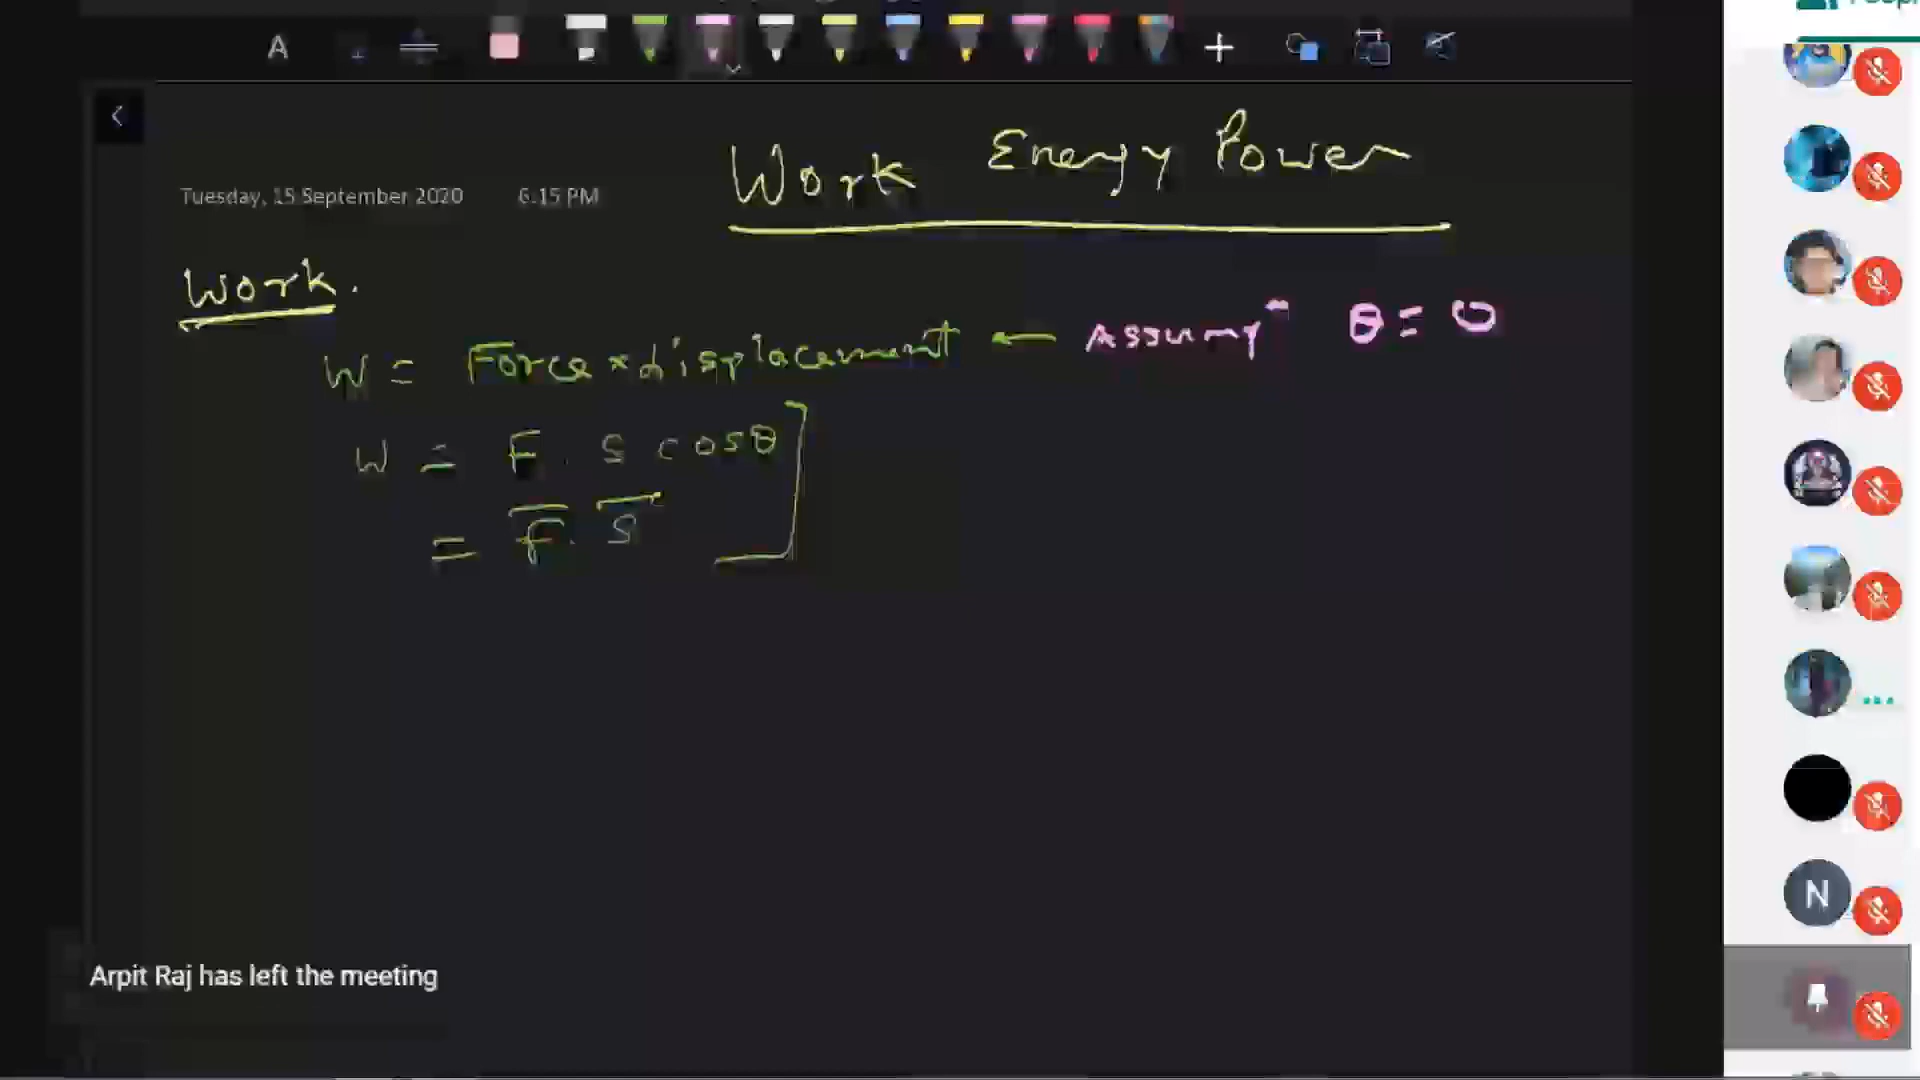 A
Work Energy Power
Tuesday, 15 September 2020 6:15 PM
Work.
W = Force × displacement ← Assump^n θ = 0
W = F . s cosθ
= F̅ . s̅
N
Arpit Raj has left the meeting